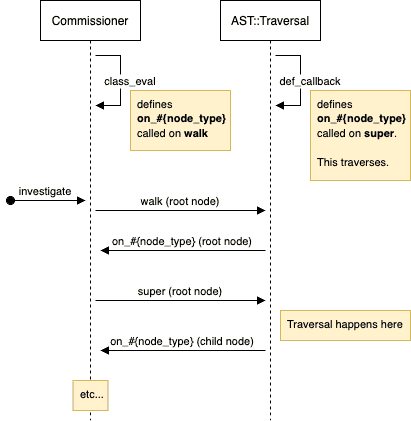 Commissioner
AST::Traversal
class_eval
def_callback
defines
on_#{node_type}
called on walk
defines
on_#{node_type}
called on super.
This traverses.
investigate
walk (root node)
on_#{node_type} (root node)
super (root node)
Traversal happens here
on_#{node_type} (child node)
etc...